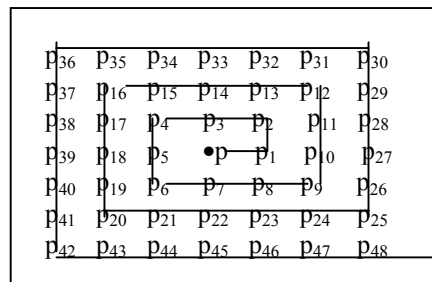 p₃₆ p₃₅ p₃₄ p₃₃ p₃₂ p₃₁ p₃₀
p₃₇ p₁₆ p₁₅ p₁₄ p₁₃ p₁₂ p₂₉
p₃₈ p₁₇ p₄ p₃ p₂ p₁₁ p₂₈
p₃₉ p₁₈ p₅ •p p₁ p₁₀ p₂₇
p₄₀ p₁₉ p₆ p₇ p₈ p₉ p₂₆
p₄₁ p₂₀ p₂₁ p₂₂ p₂₃ p₂₄ p₂₅
p₄₂ p₄₃ p₄₄ p₄₅ p₄₆ p₄₇ p₄₈